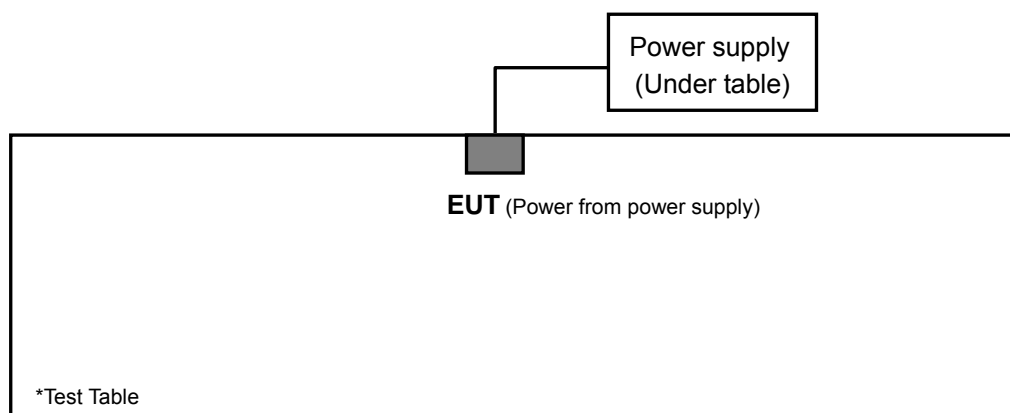 Power supply
(Under table)
EUT (Power from power supply)
*Test Table